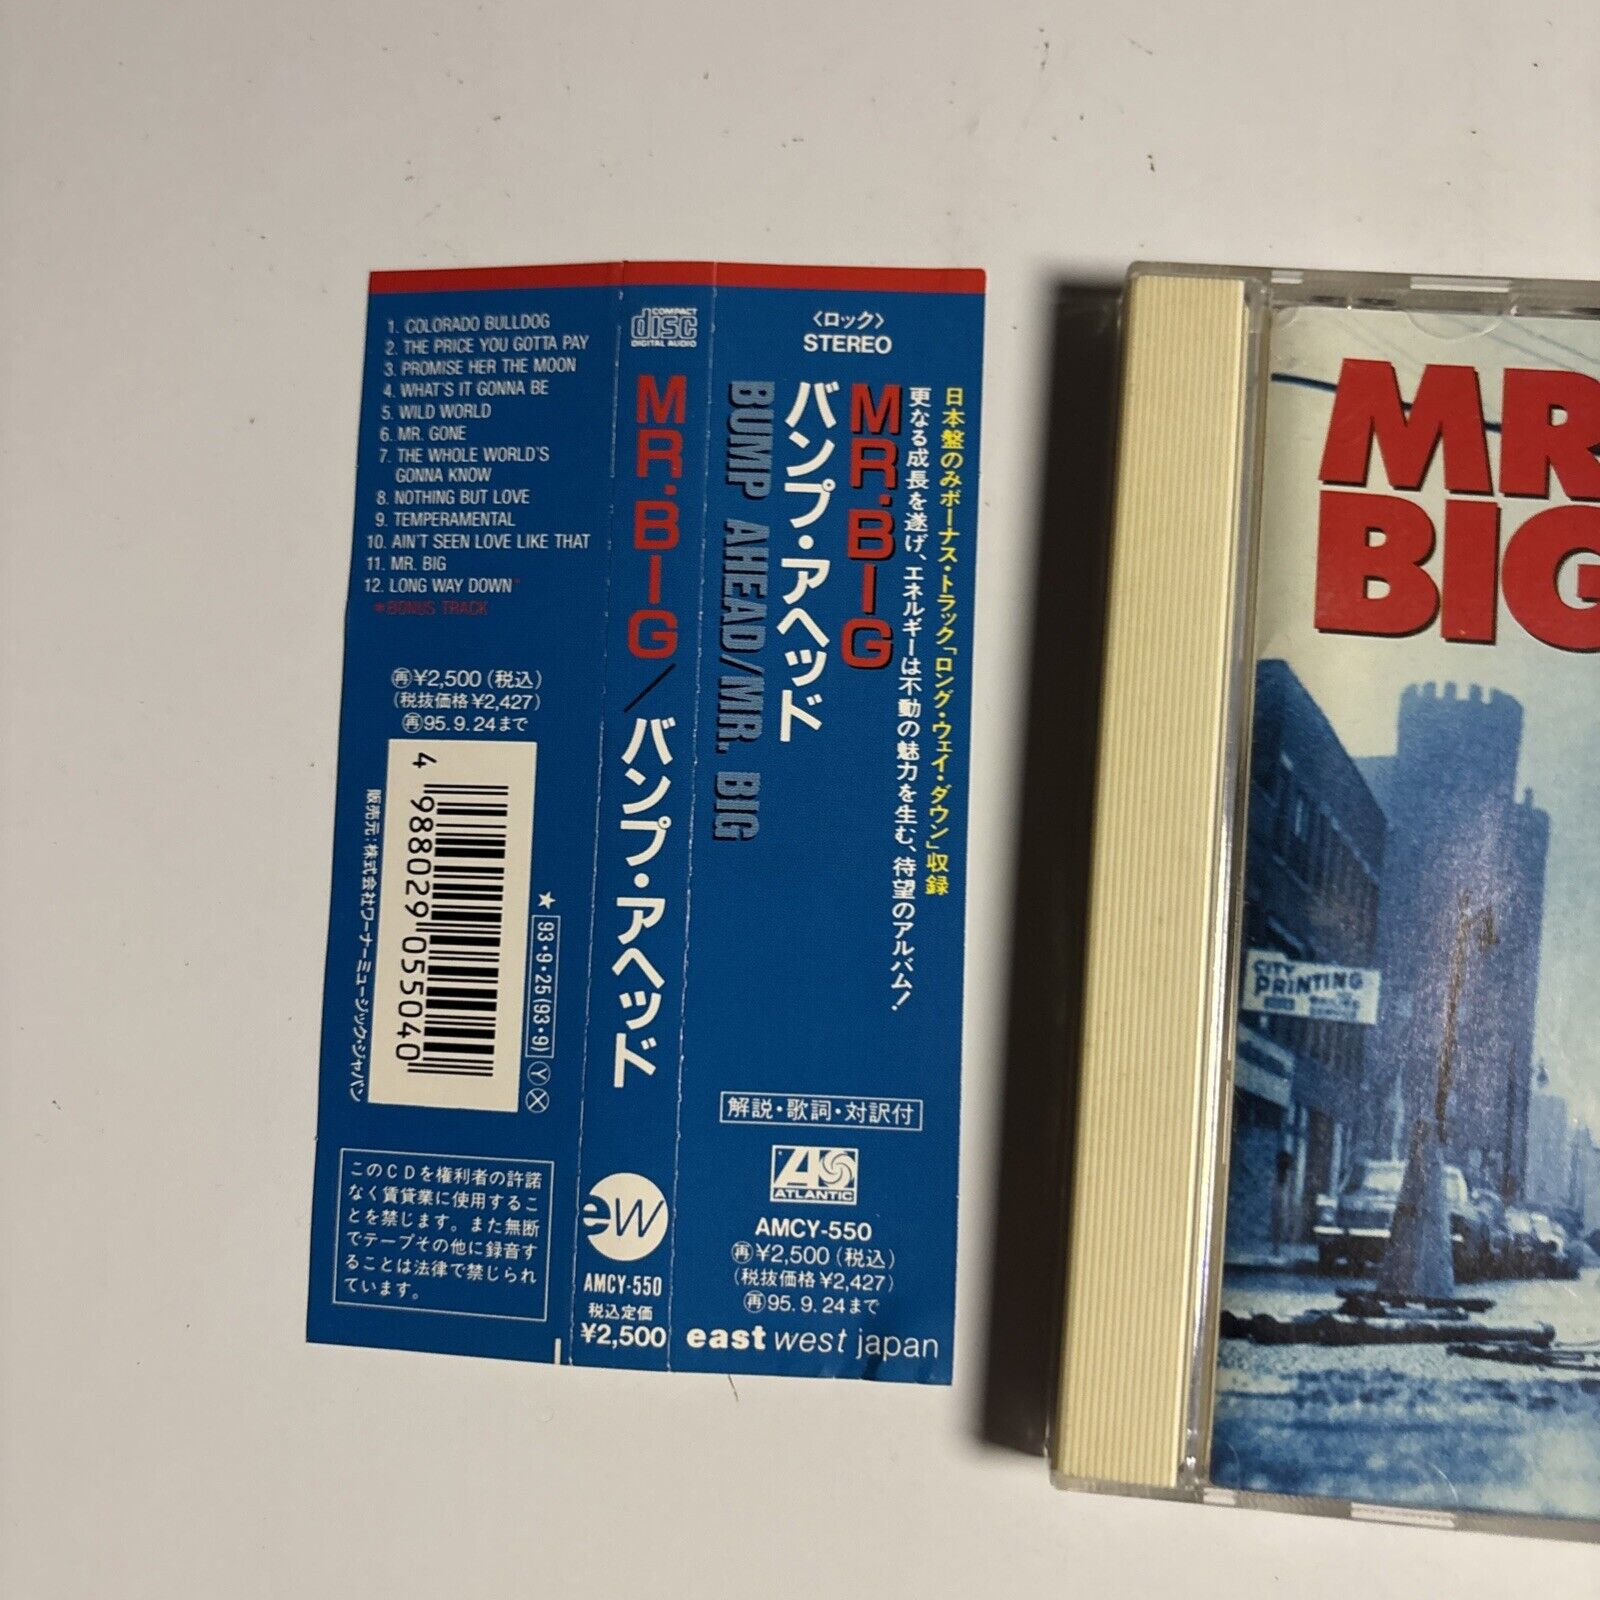 1. COLORADO BULLDOG
2. THE PRICE YOU GOTTA PAY
3. PROMISE HER THE MOON
4. WHAT'S IT GONNA BE
5. WILD WORLD
6. MR. GONE
7. THE WHOLE WORLD'S
GONNA KNOW
8. NOTHING BUT LOVE
9. TEMPERAMENTAL
10. AIN'T SEEN LOVE LIKE THAT
11. MR. BIG
12. LONG WAY DOWN*
*BONUS TRACK
再¥2,500(税込)
(税抜価格¥2,427)
再95.9.24まで
4 988029 055040
販売元:株式会社ワーナーミュージック・ジャパン
★93・9・25(93・9)ⓎⓍ
このCDを権利者の許諾
なく賃貸業に使用するこ
とを禁じます。また無断
でテープその他に録音す
ることは法律で禁じられ
ています。
COMPACT
disc
DIGITAL AUDIO
MR.BIG/バンプ・アヘッド
eW
AMCY-550
税込定価
¥2,500
〈ロック〉
STEREO
日本盤のみボーナス・トラック「ロング・ウェイ・ダウン」収録
更なる成長を遂げ、エネルギーは不動の魅力を生む、待望のアルバム!
MR.BIG
バンプ・アヘッド
BUMP AHEAD/MR. BIG
解説・歌詞・対訳付
ATLANTIC
AMCY-550
再¥2,500(税込)
(税抜価格¥2,427)
再95.9.24まで
east west japan
MR
BIG
CITY
PRINTING